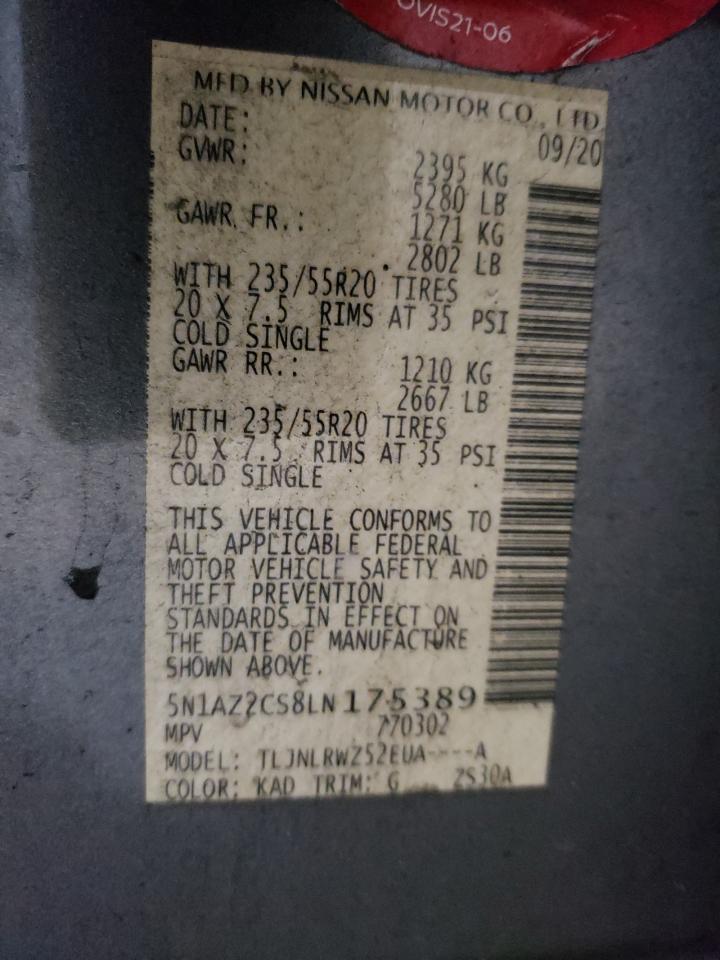 OVIS21-06
MFD BY NISSAN MOTOR CO., LTD
DATE: 09/20
GVWR: 2395 KG
5280 LB
GAWR FR.: 1271 KG
2802 LB
WITH 235/55R20 TIRES
20 X 7.5 RIMS AT 35 PSI
COLD SINGLE
GAWR RR.: 1210 KG
2667 LB
WITH 235/55R20 TIRES
20 X 7.5 RIMS AT 35 PSI
COLD SINGLE
THIS VEHICLE CONFORMS TO
ALL APPLICABLE FEDERAL
MOTOR VEHICLE SAFETY AND
THEFT PREVENTION
STANDARDS IN EFFECT ON
THE DATE OF MANUFACTURE
SHOWN ABOVE.
5N1AZ2CS8LN175389
MPV 770302
MODEL: TLJNLRWZ52EUA----A
COLOR: KAD TRIM: G ZS30A